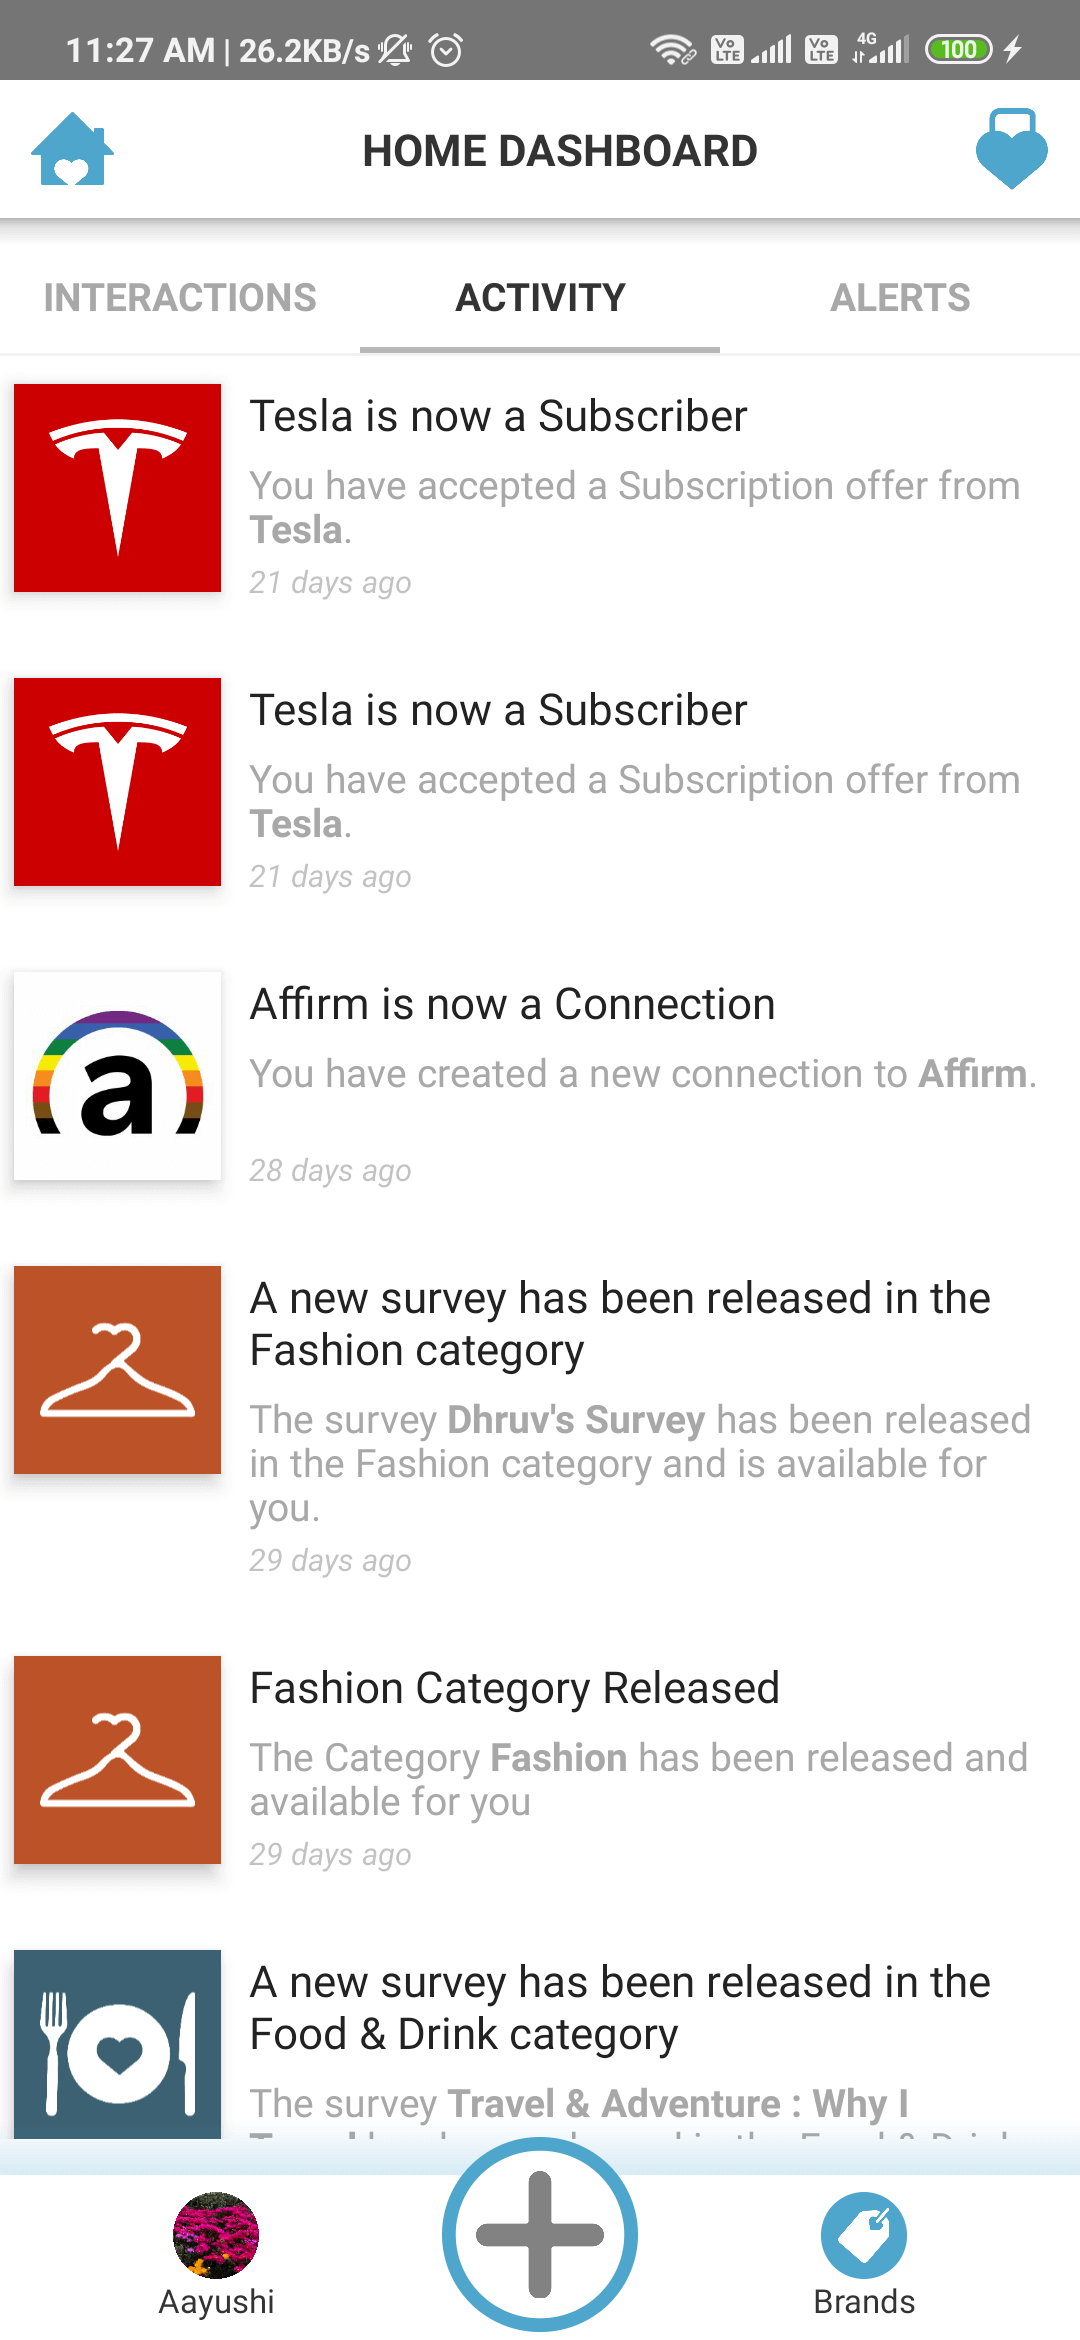 11:27 AM | 26.2KB/s
Vo LTE
Vo LTE
4G
100
HOME DASHBOARD
INTERACTIONS
ACTIVITY
ALERTS
Tesla is now a Subscriber
You have accepted a Subscription offer from
Tesla.
21 days ago
Tesla is now a Subscriber
You have accepted a Subscription offer from
Tesla.
21 days ago
a
Affirm is now a Connection
You have created a new connection to Affirm.
28 days ago
A new survey has been released in the
Fashion category
The survey Dhruv's Survey has been released
in the Fashion category and is available for
you.
29 days ago
Fashion Category Released
The Category Fashion has been released and
available for you
29 days ago
A new survey has been released in the
Food & Drink category
The survey Travel & Adventure : Why I
Aayushi
Brands